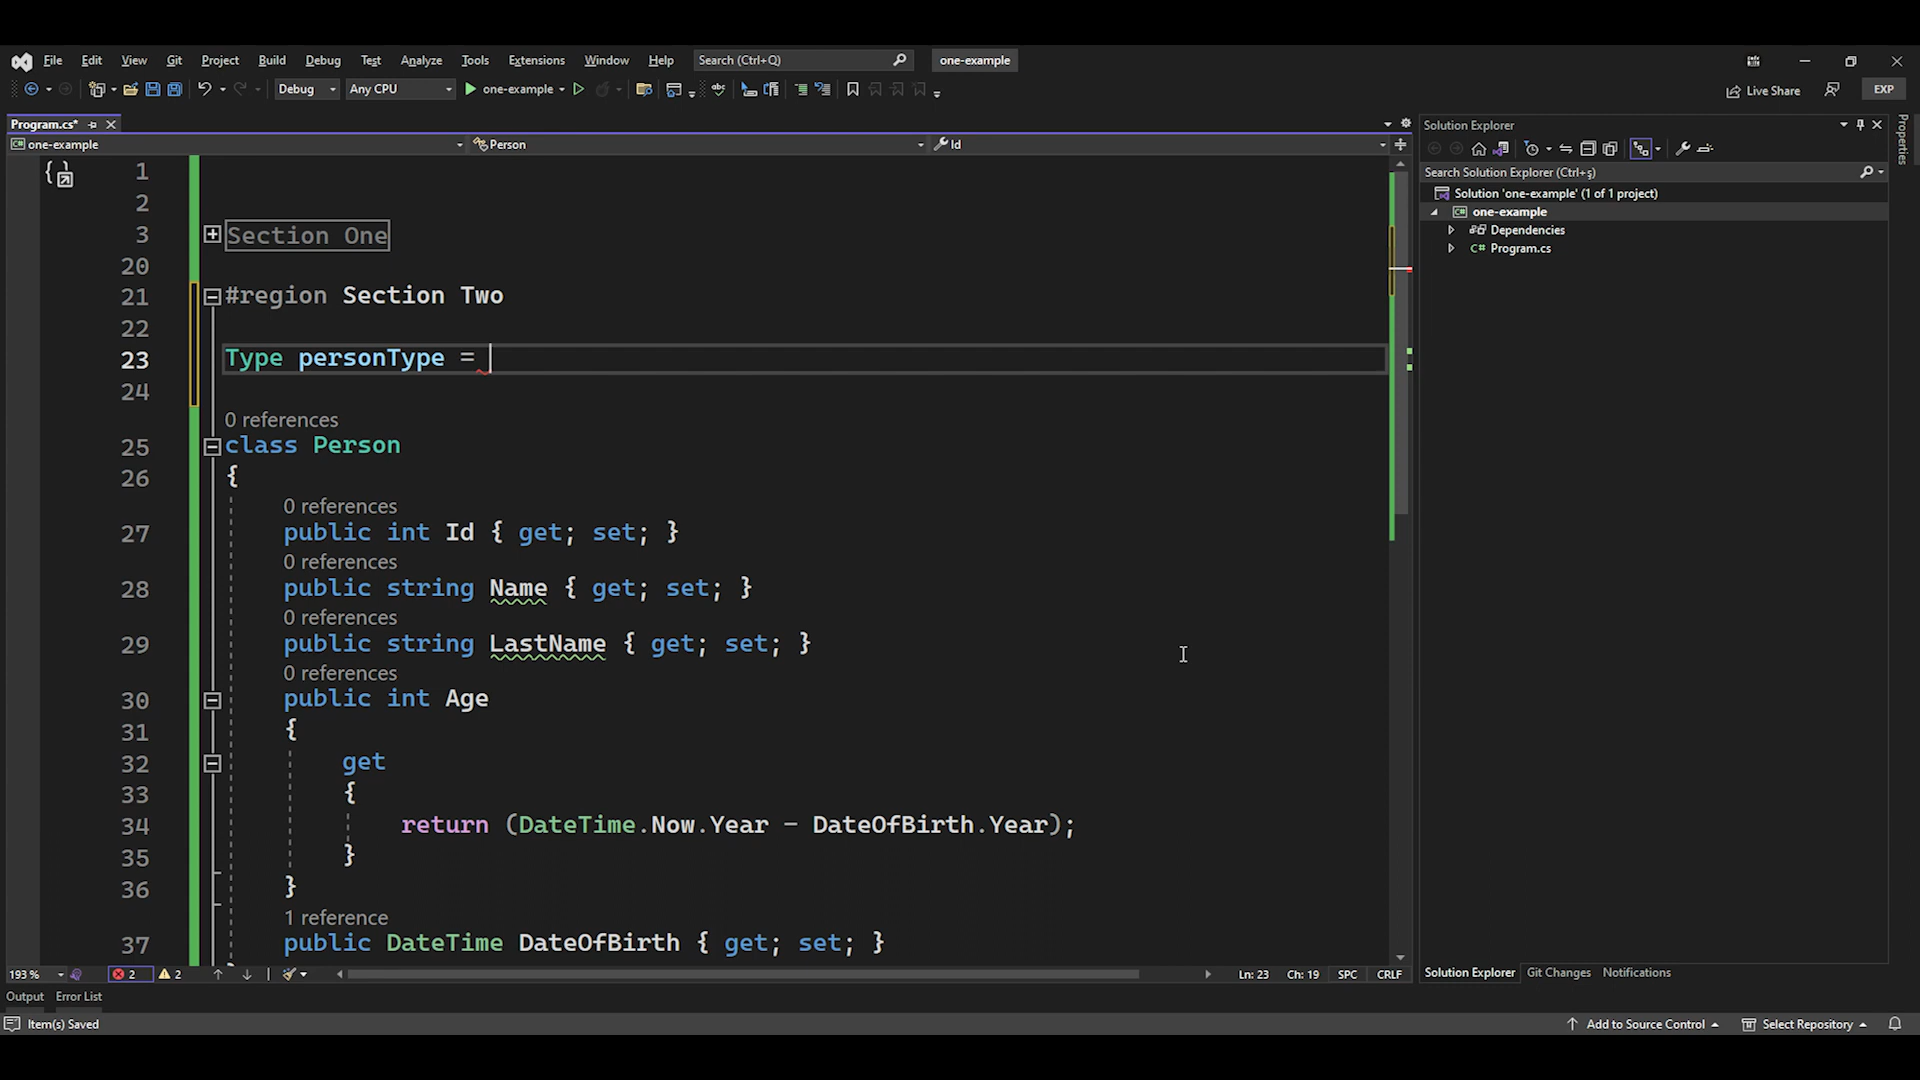 File Edit View Git Project Build Debug Test Analyze Tools Extensions Window Help Search (Ctrl+Q) one-example
Debug Any CPU one-example Live Share EXP
Program.cs*
one-example Person Id
1
2
3 Section One
20
21 #region Section Two
22
23 Type personType =
24
0 references
25 class Person
26 {
0 references
27 public int Id { get; set; }
0 references
28 public string Name { get; set; }
0 references
29 public string LastName { get; set; }
0 references
30 public int Age
31 {
32 get
33 {
34 return (DateTime.Now.Year - DateOfBirth.Year);
35 }
36 }
1 reference
37 public DateTime DateOfBirth { get; set; }
193 % 2 2 Ln: 23 Ch: 19 SPC CRLF
Solution Explorer
Search Solution Explorer (Ctrl+ş)
Solution 'one-example' (1 of 1 project)
one-example
Dependencies
C# Program.cs
Solution Explorer Git Changes Notifications
Properties
Output Error List
Item(s) Saved Add to Source Control Select Repository